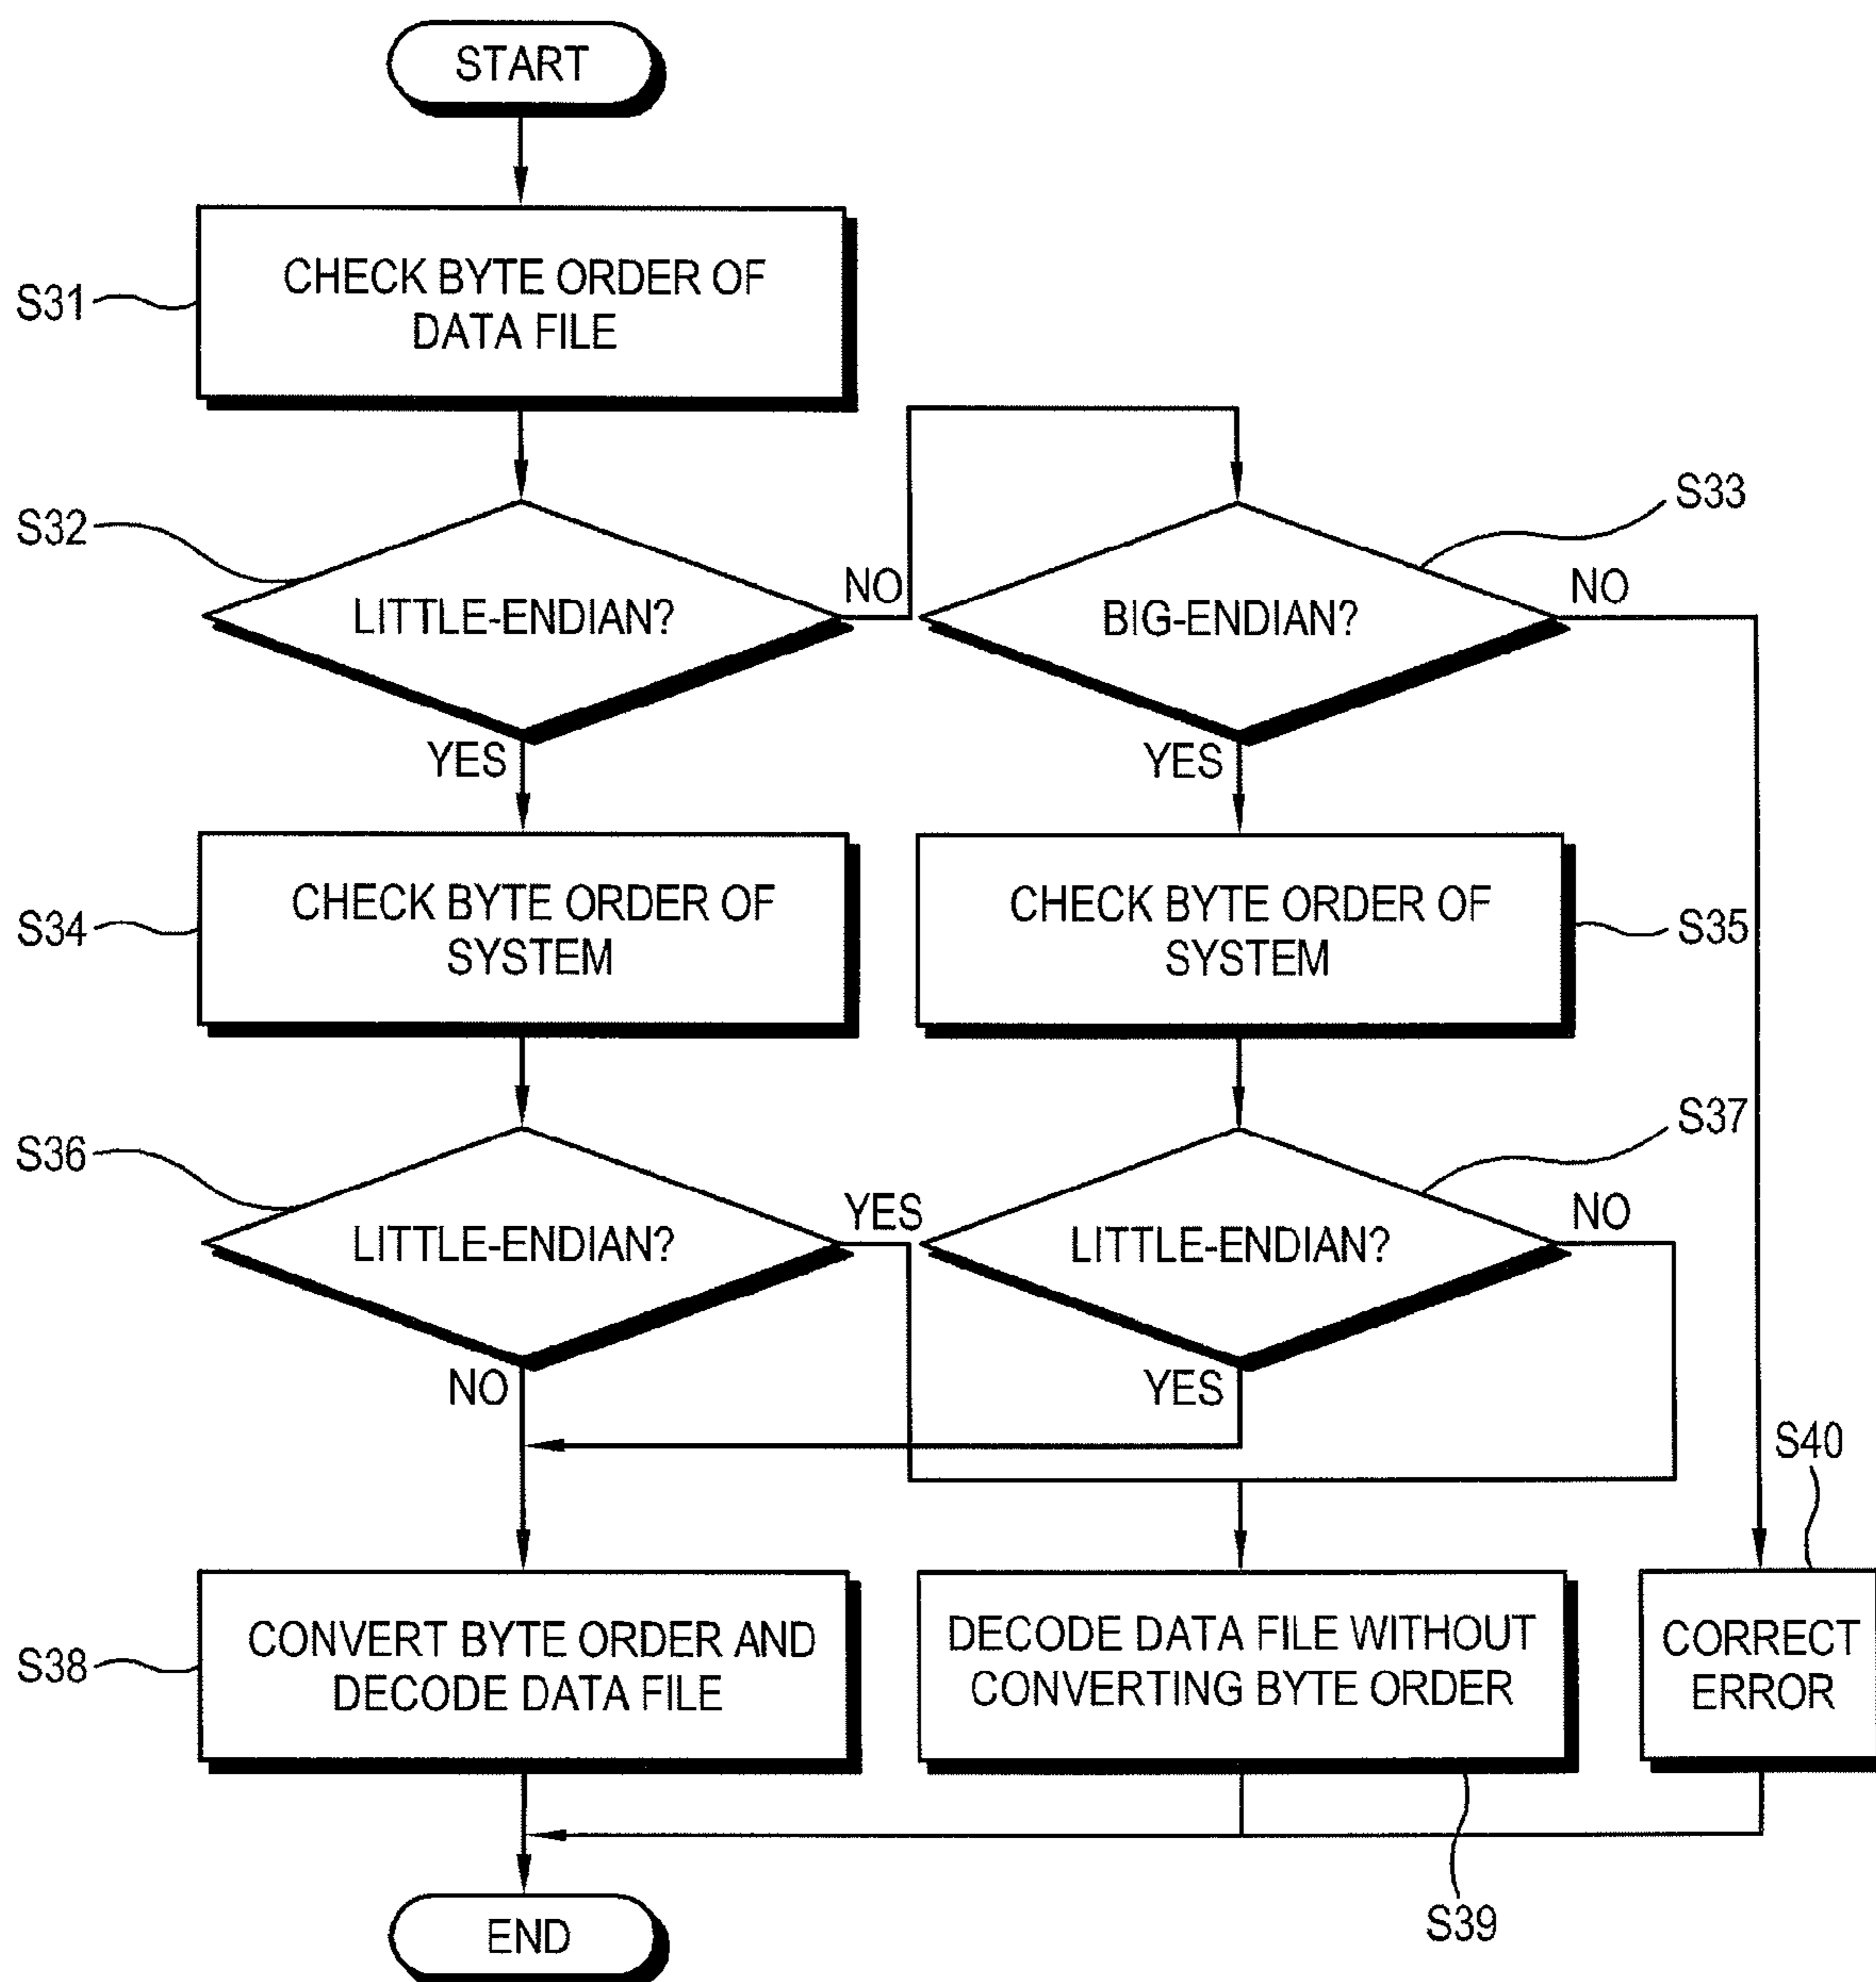 START
S31
CHECK BYTE ORDER OF
DATA FILE
S32
LITTLE-ENDIAN?
NO
S33
BIG-ENDIAN?
NO
YES
YES
S34
CHECK BYTE ORDER OF
SYSTEM
CHECK BYTE ORDER OF
SYSTEM
S35
S36
LITTLE-ENDIAN?
YES
S37
LITTLE-ENDIAN?
NO
NO
YES
S40
S38
CONVERT BYTE ORDER AND
DECODE DATA FILE
DECODE DATA FILE WITHOUT
CONVERTING BYTE ORDER
CORRECT
ERROR
S39
END